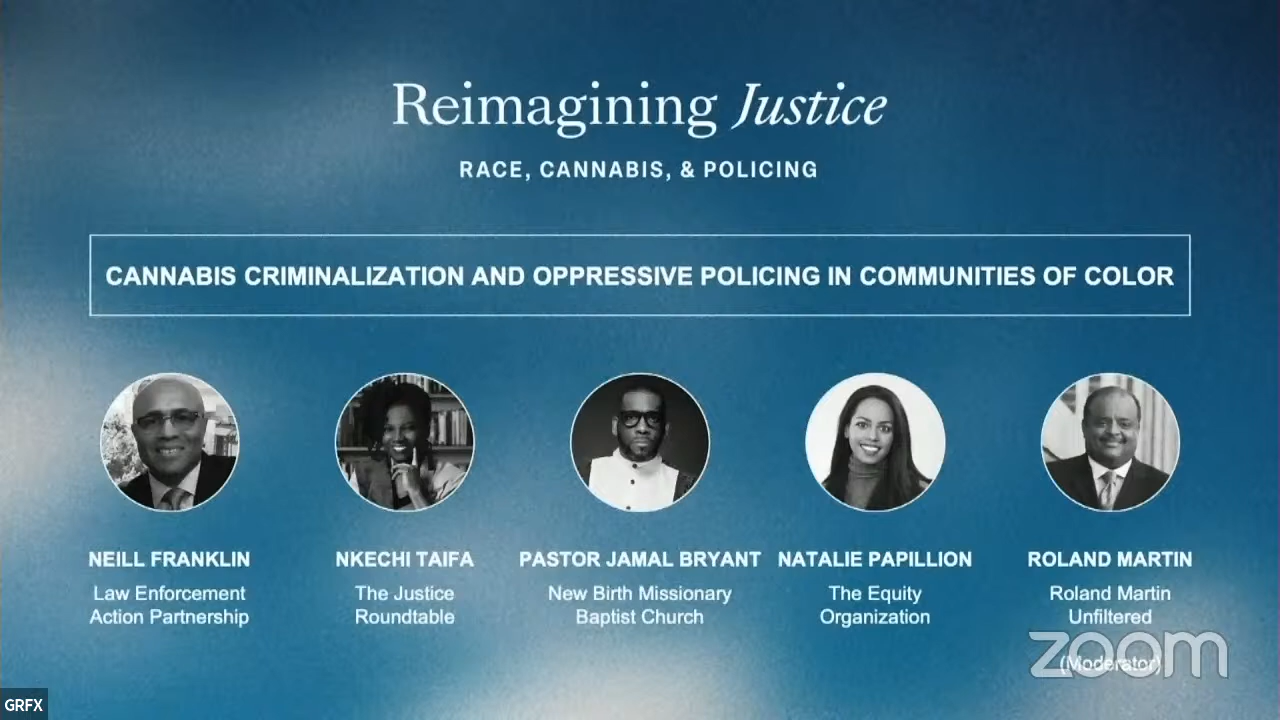 Reimagining Justice
RACE, CANNABIS, & POLICING
CANNABIS CRIMINALIZATION AND OPPRESSIVE POLICING IN COMMUNITIES OF COLOR
NEILL FRANKLIN
Law Enforcement
Action Partnership
NKECHI TAIFA
The Justice
Roundtable
PASTOR JAMAL BRYANT
New Birth Missionary
Baptist Church
NATALIE PAPILLION
The Equity
Organization
ROLAND MARTIN
Roland Martin
Unfiltered
(Moderator)
zoom
GRFX